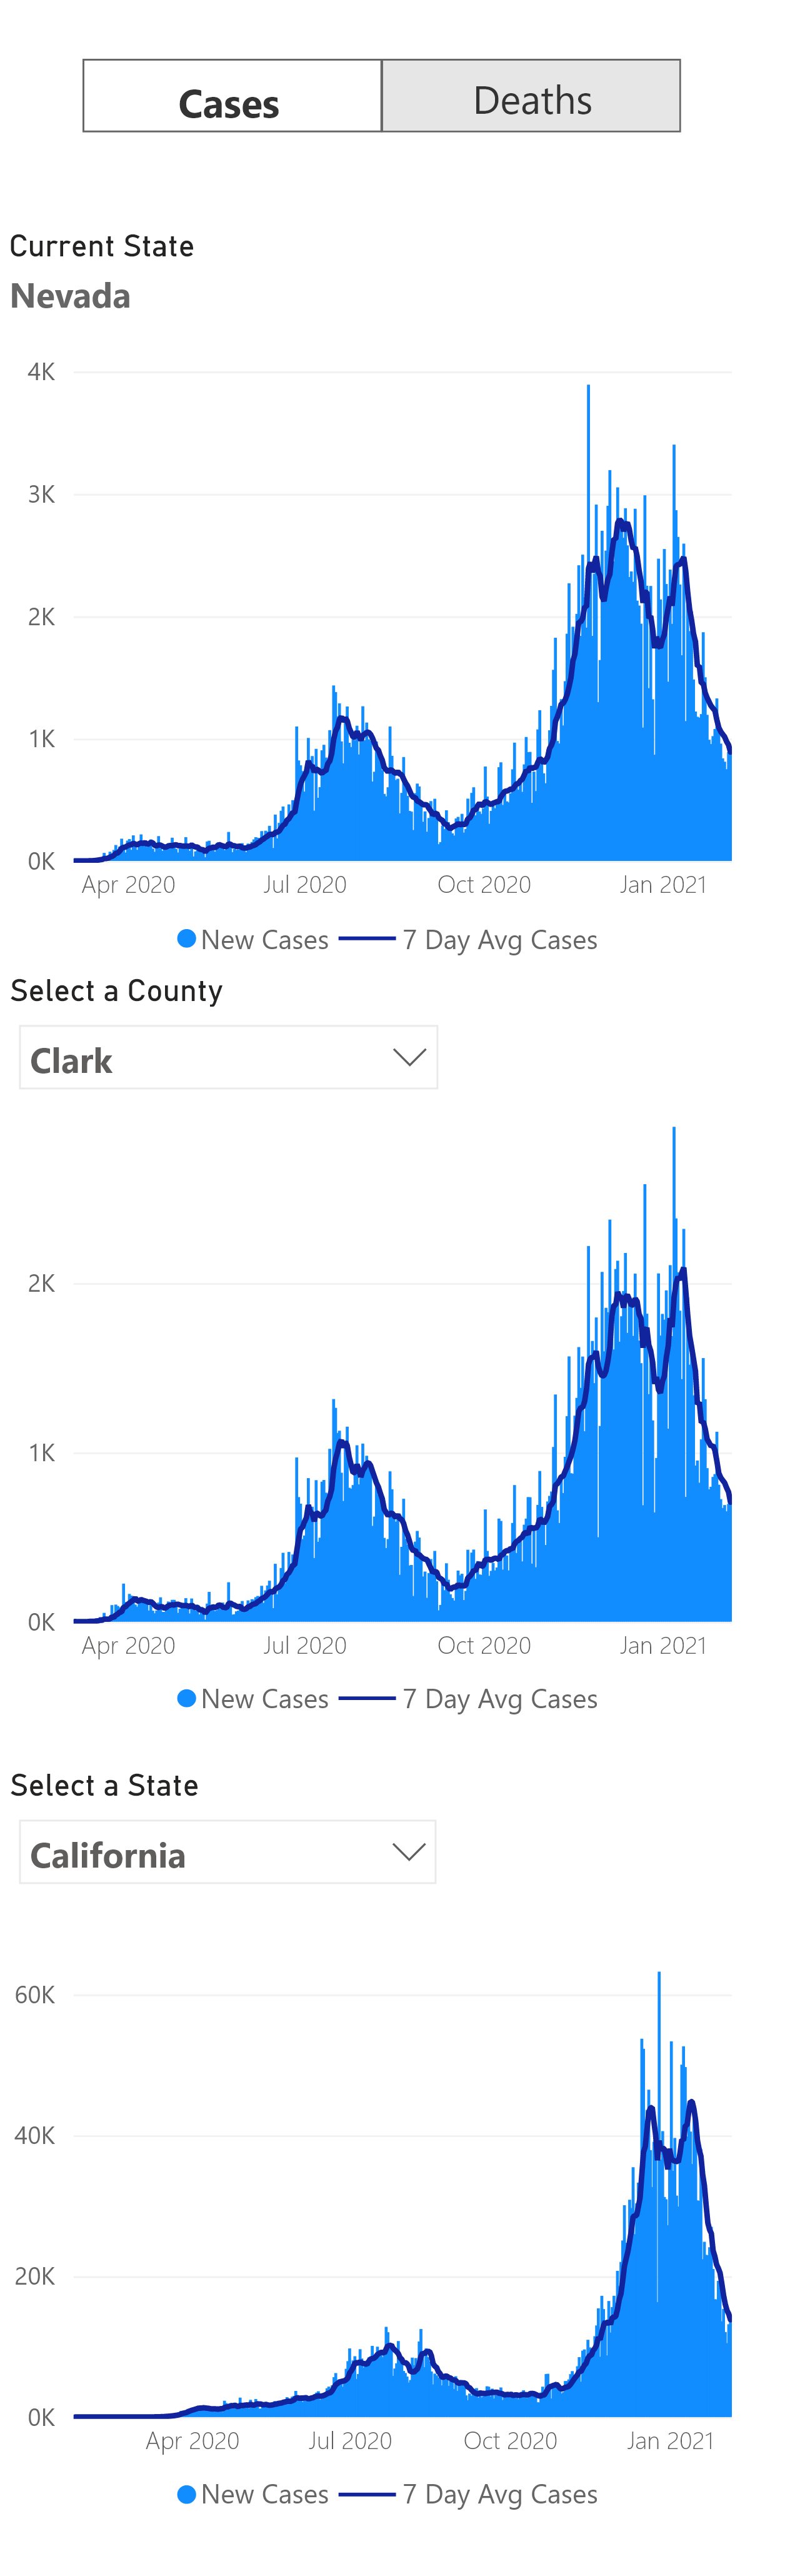 Cases Deaths
Current State
Nevada
4K
3K
2K
1K
0K
Apr 2020 Jul 2020 Oct 2020 Jan 2021
New Cases 7 Day Avg Cases
Select a County
Clark
2K
1K
0K
Apr 2020 Jul 2020 Oct 2020 Jan 2021
New Cases 7 Day Avg Cases
Select a State
California
60K
40K
20K
0K
Apr 2020 Jul 2020 Oct 2020 Jan 2021
New Cases 7 Day Avg Cases